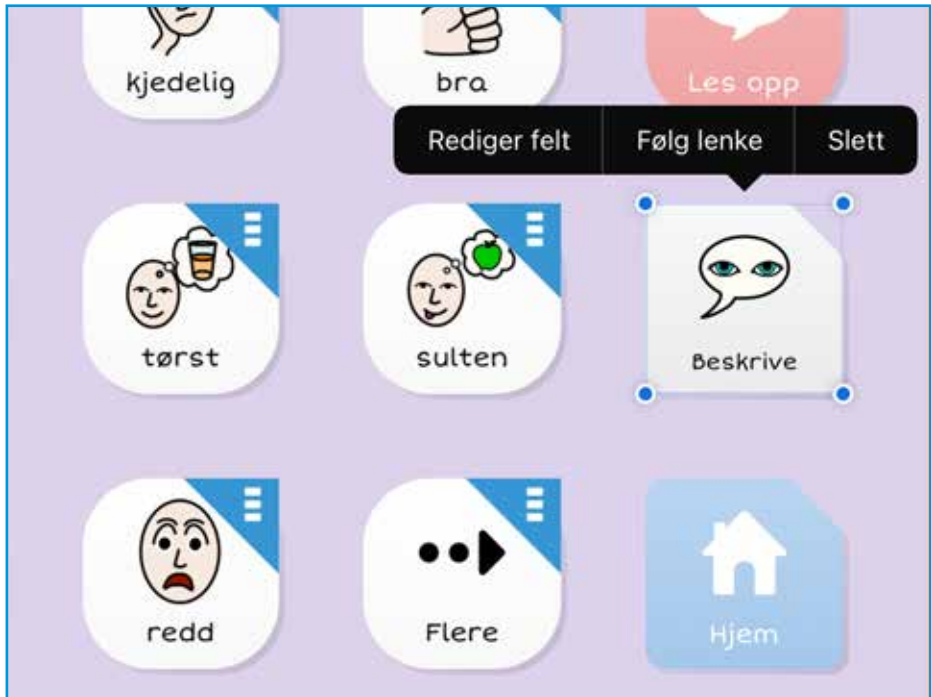 kjedelig
bra
Les opp
Rediger felt
Følg lenke
Slett
tørst
sulten
Beskrive
redd
Flere
Hjem